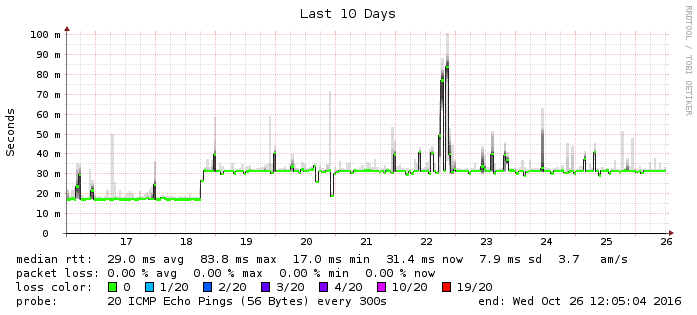 Last 10 Days
RRDTOOL / TOBI OETIKER
Seconds
100 m
90 m
80 m
70 m
60 m
50 m
40 m
30 m
20 m
10 m
0
17 18 19 20 21 22 23 24 25 26
median rtt: 29.0 ms avg 83.8 ms max 17.0 ms min 31.4 ms now 7.9 ms sd 3.7 am/s
packet loss: 0.00 % avg 0.00 % max 0.00 % min 0.00 % now
loss color: 0 1/20 2/20 3/20 4/20 10/20 19/20
probe: 20 ICMP Echo Pings (56 Bytes) every 300s end: Wed Oct 26 12:05:04 2016